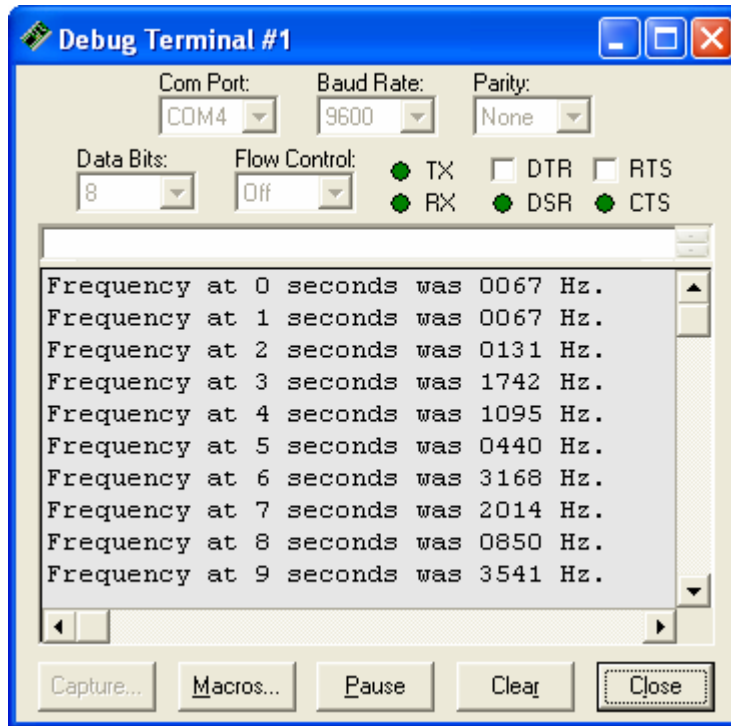 Debug Terminal #1
Com Port: Baud Rate: Parity:
COM4 9600 None
Data Bits: Flow Control: TX DTR RTS
8 Off RX DSR CTS
Frequency at 0 seconds was 0067 Hz.
Frequency at 1 seconds was 0067 Hz.
Frequency at 2 seconds was 0131 Hz.
Frequency at 3 seconds was 1742 Hz.
Frequency at 4 seconds was 1095 Hz.
Frequency at 5 seconds was 0440 Hz.
Frequency at 6 seconds was 3168 Hz.
Frequency at 7 seconds was 2014 Hz.
Frequency at 8 seconds was 0850 Hz.
Frequency at 9 seconds was 3541 Hz.
Capture... Macros... Pause Clear Close